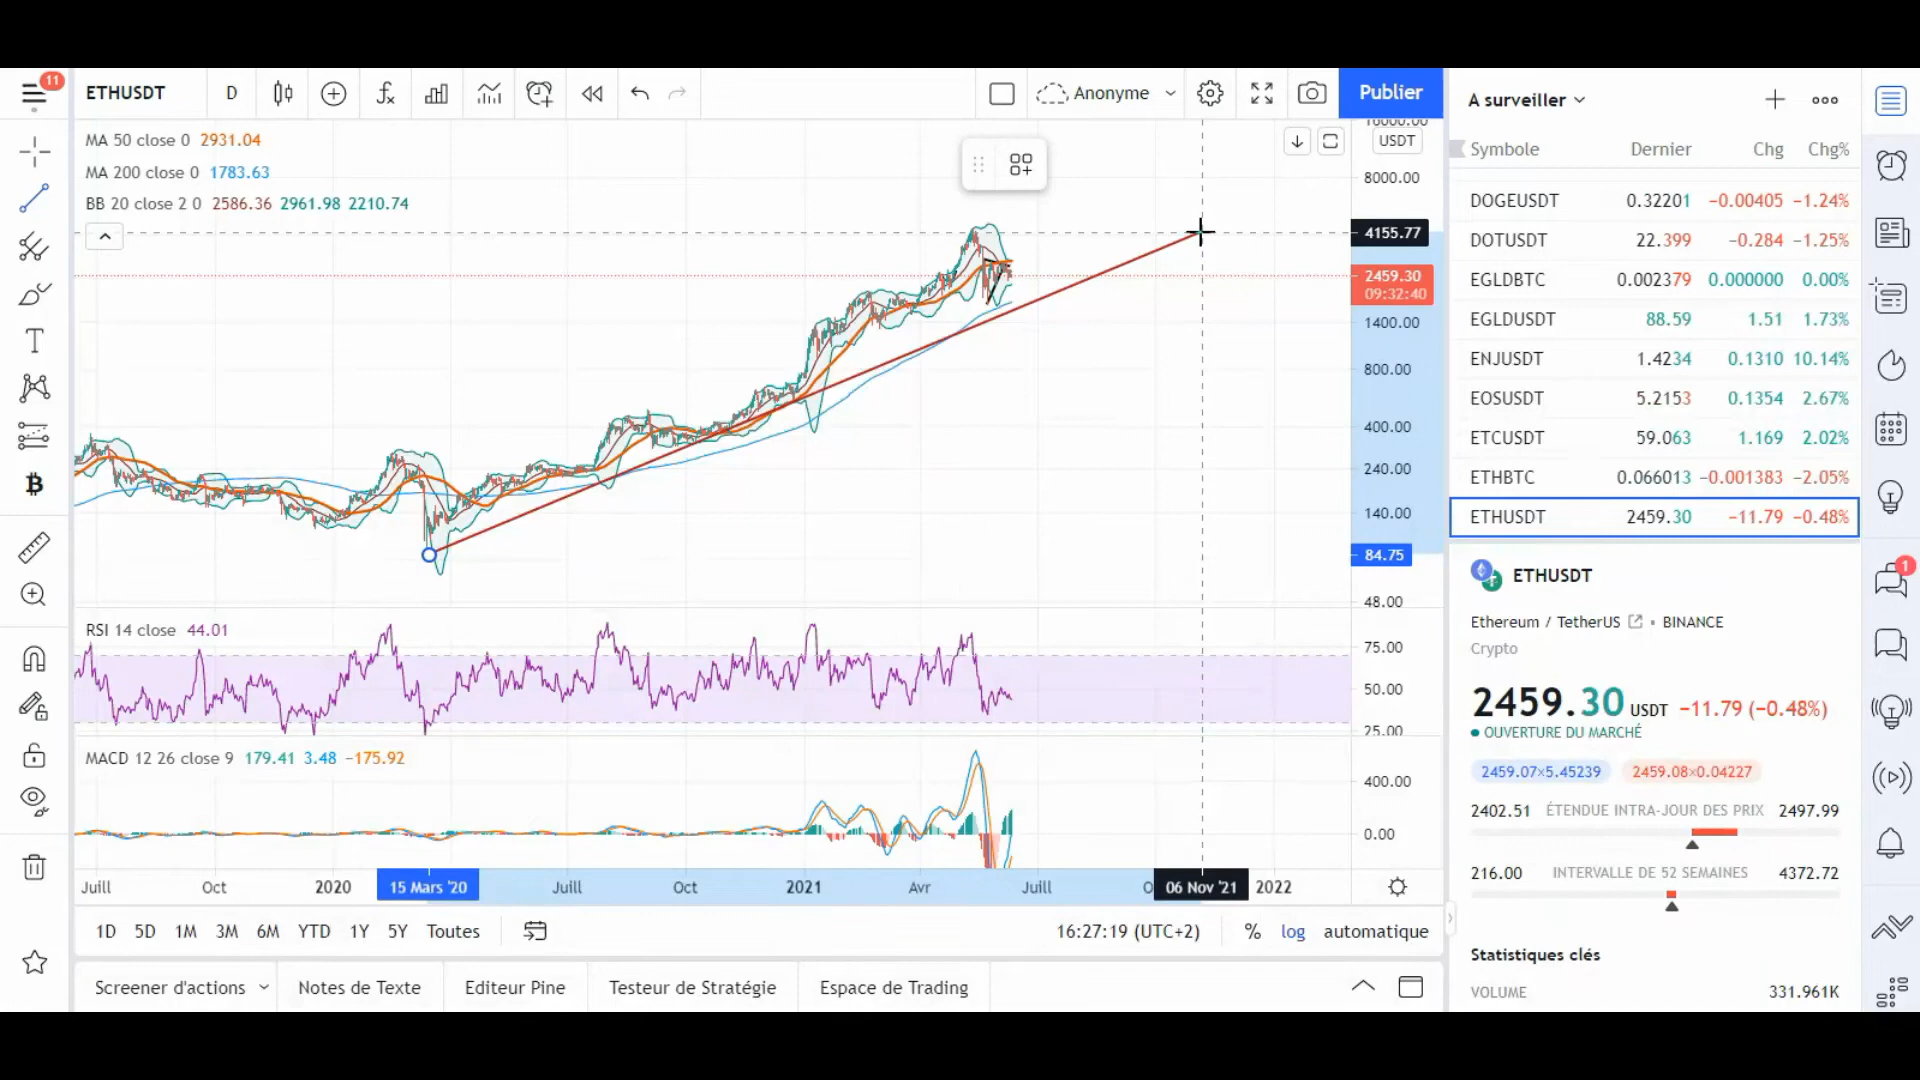 11
ETHUSDT
D
Anonyme
Publier
A surveiller
MA 50 close 0 2931.04
MA 200 close 0 1783.63
BB 20 close 2 0 2586.36 2961.98 2210.74
16000.00
USDT
8000.00
4155.77
2459.30
09:32:40
1400.00
800.00
400.00
240.00
140.00
84.75
48.00
RSI 14 close 44.01
75.00
50.00
25.00
MACD 12 26 close 9 179.41 3.48 −175.92
400.00
0.00
Juill Oct 2020 15 Mars '20 Juill Oct 2021 Avr Juill 06 Nov '21 2022
1D 5D 1M 3M 6M YTD 1Y 5Y Toutes
16:27:19 (UTC+2) % log automatique
Screener d'actions Notes de Texte Editeur Pine Testeur de Stratégie Espace de Trading
Symbole Dernier Chg Chg%
DOGEUSDT 0.32201 −0.00405 −1.24%
DOTUSDT 22.399 −0.284 −1.25%
EGLDBTC 0.002379 0.000000 0.00%
EGLDUSDT 88.59 1.51 1.73%
ENJUSDT 1.4234 0.1310 10.14%
EOSUSDT 5.2153 0.1354 2.67%
ETCUSDT 59.063 1.169 2.02%
ETHBTC 0.066013 −0.001383 −2.05%
ETHUSDT 2459.30 −11.79 −0.48%
ETHUSDT
Ethereum / TetherUS • BINANCE
Crypto
2459.30 USDT −11.79 (−0.48%)
OUVERTURE DU MARCHÉ
2459.07×5.45239 2459.08×0.04227
2402.51 ÉTENDUE INTRA-JOUR DES PRIX 2497.99
216.00 INTERVALLE DE 52 SEMAINES 4372.72
Statistiques clés
VOLUME 331.961K
1